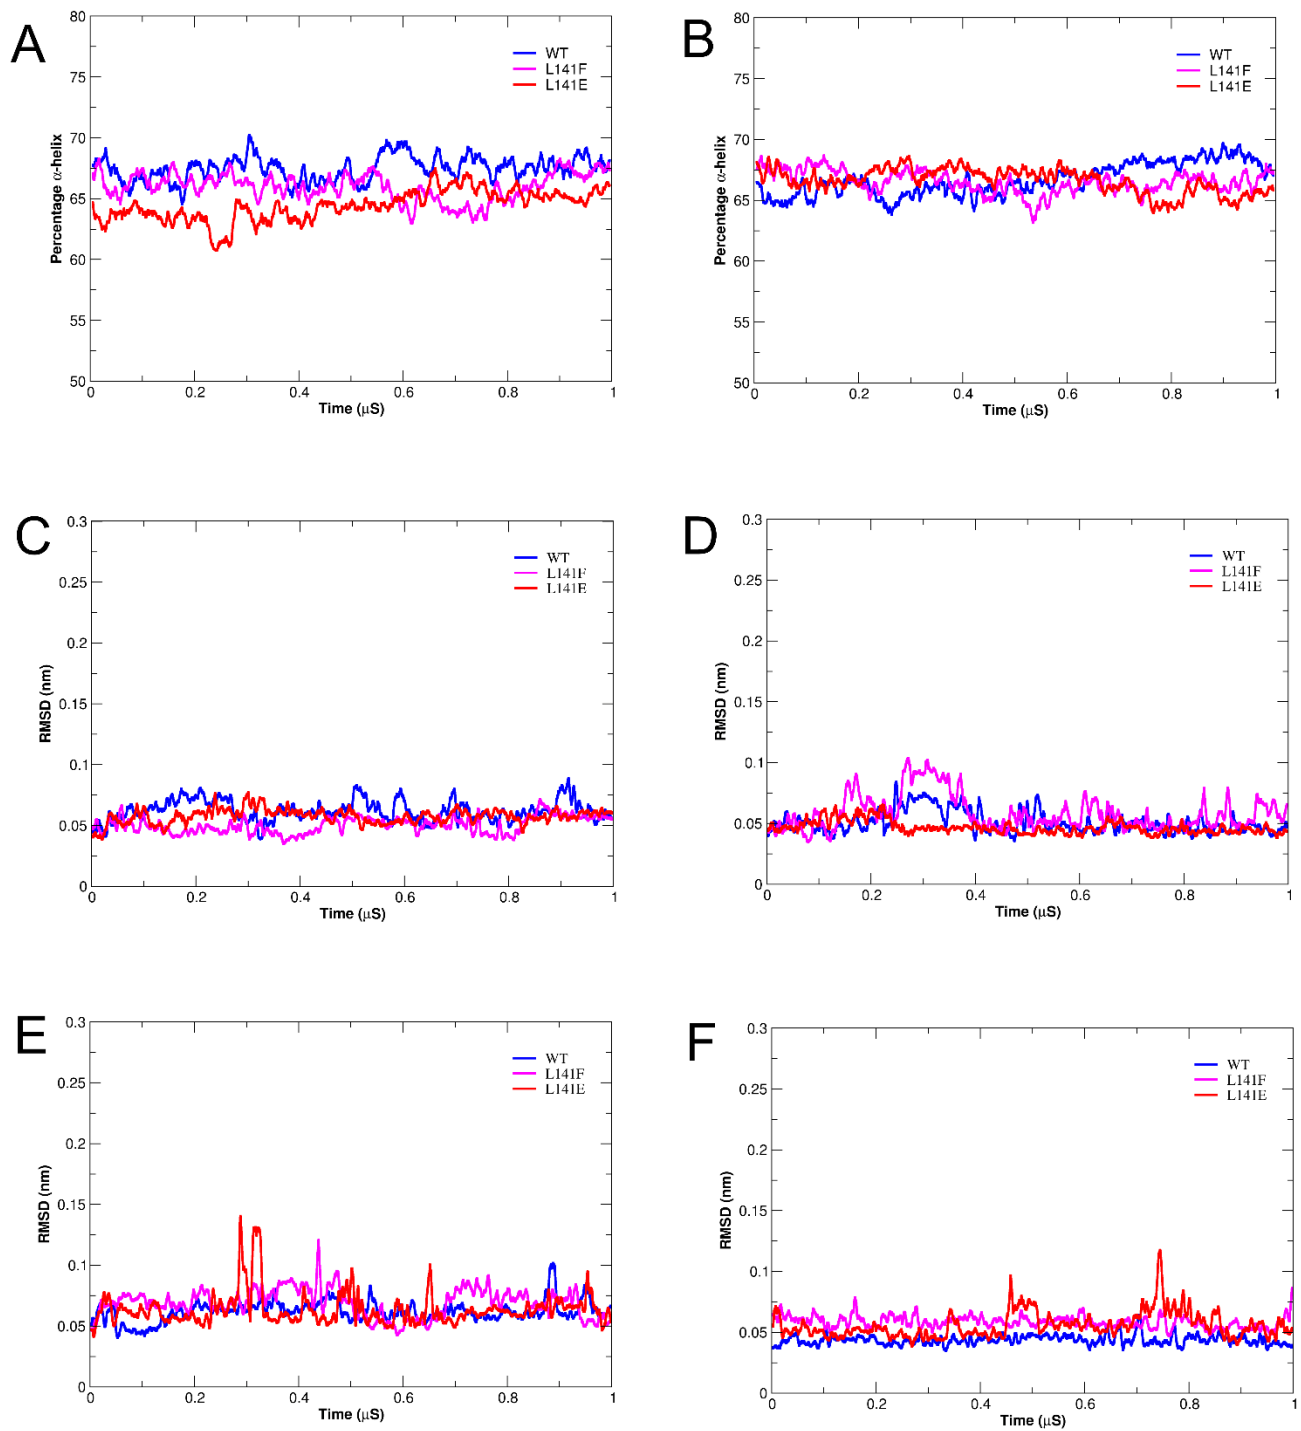 A
80
75
70
65
60
55
50
Percentage α-helix
WT
L141F
L141E
0
0.2
0.4
0.6
0.8
1
Time (μS)
B
80
75
70
65
60
55
50
Percentage α-helix
WT
L141F
L141E
0
0.2
0.4
0.6
0.8
1
Time (μS)
C
0.3
0.25
0.2
0.15
0.1
0.05
0
RMSD (nm)
WT
L141F
L141E
0
0.2
0.4
0.6
0.8
1
Time (μS)
D
0.3
0.25
0.2
0.15
0.1
0.05
0
RMSD (nm)
WT
L141F
L141E
0
0.2
0.4
0.6
0.8
1
Time (μS)
E
0.3
0.25
0.2
0.15
0.1
0.05
0
RMSD (nm)
WT
L141F
L141E
0
0.2
0.4
0.6
0.8
1
Time (μS)
F
0.3
0.25
0.2
0.15
0.1
0.05
0
RMSD (nm)
WT
L141F
L141E
0
0.2
0.4
0.6
0.8
1
Time (μS)